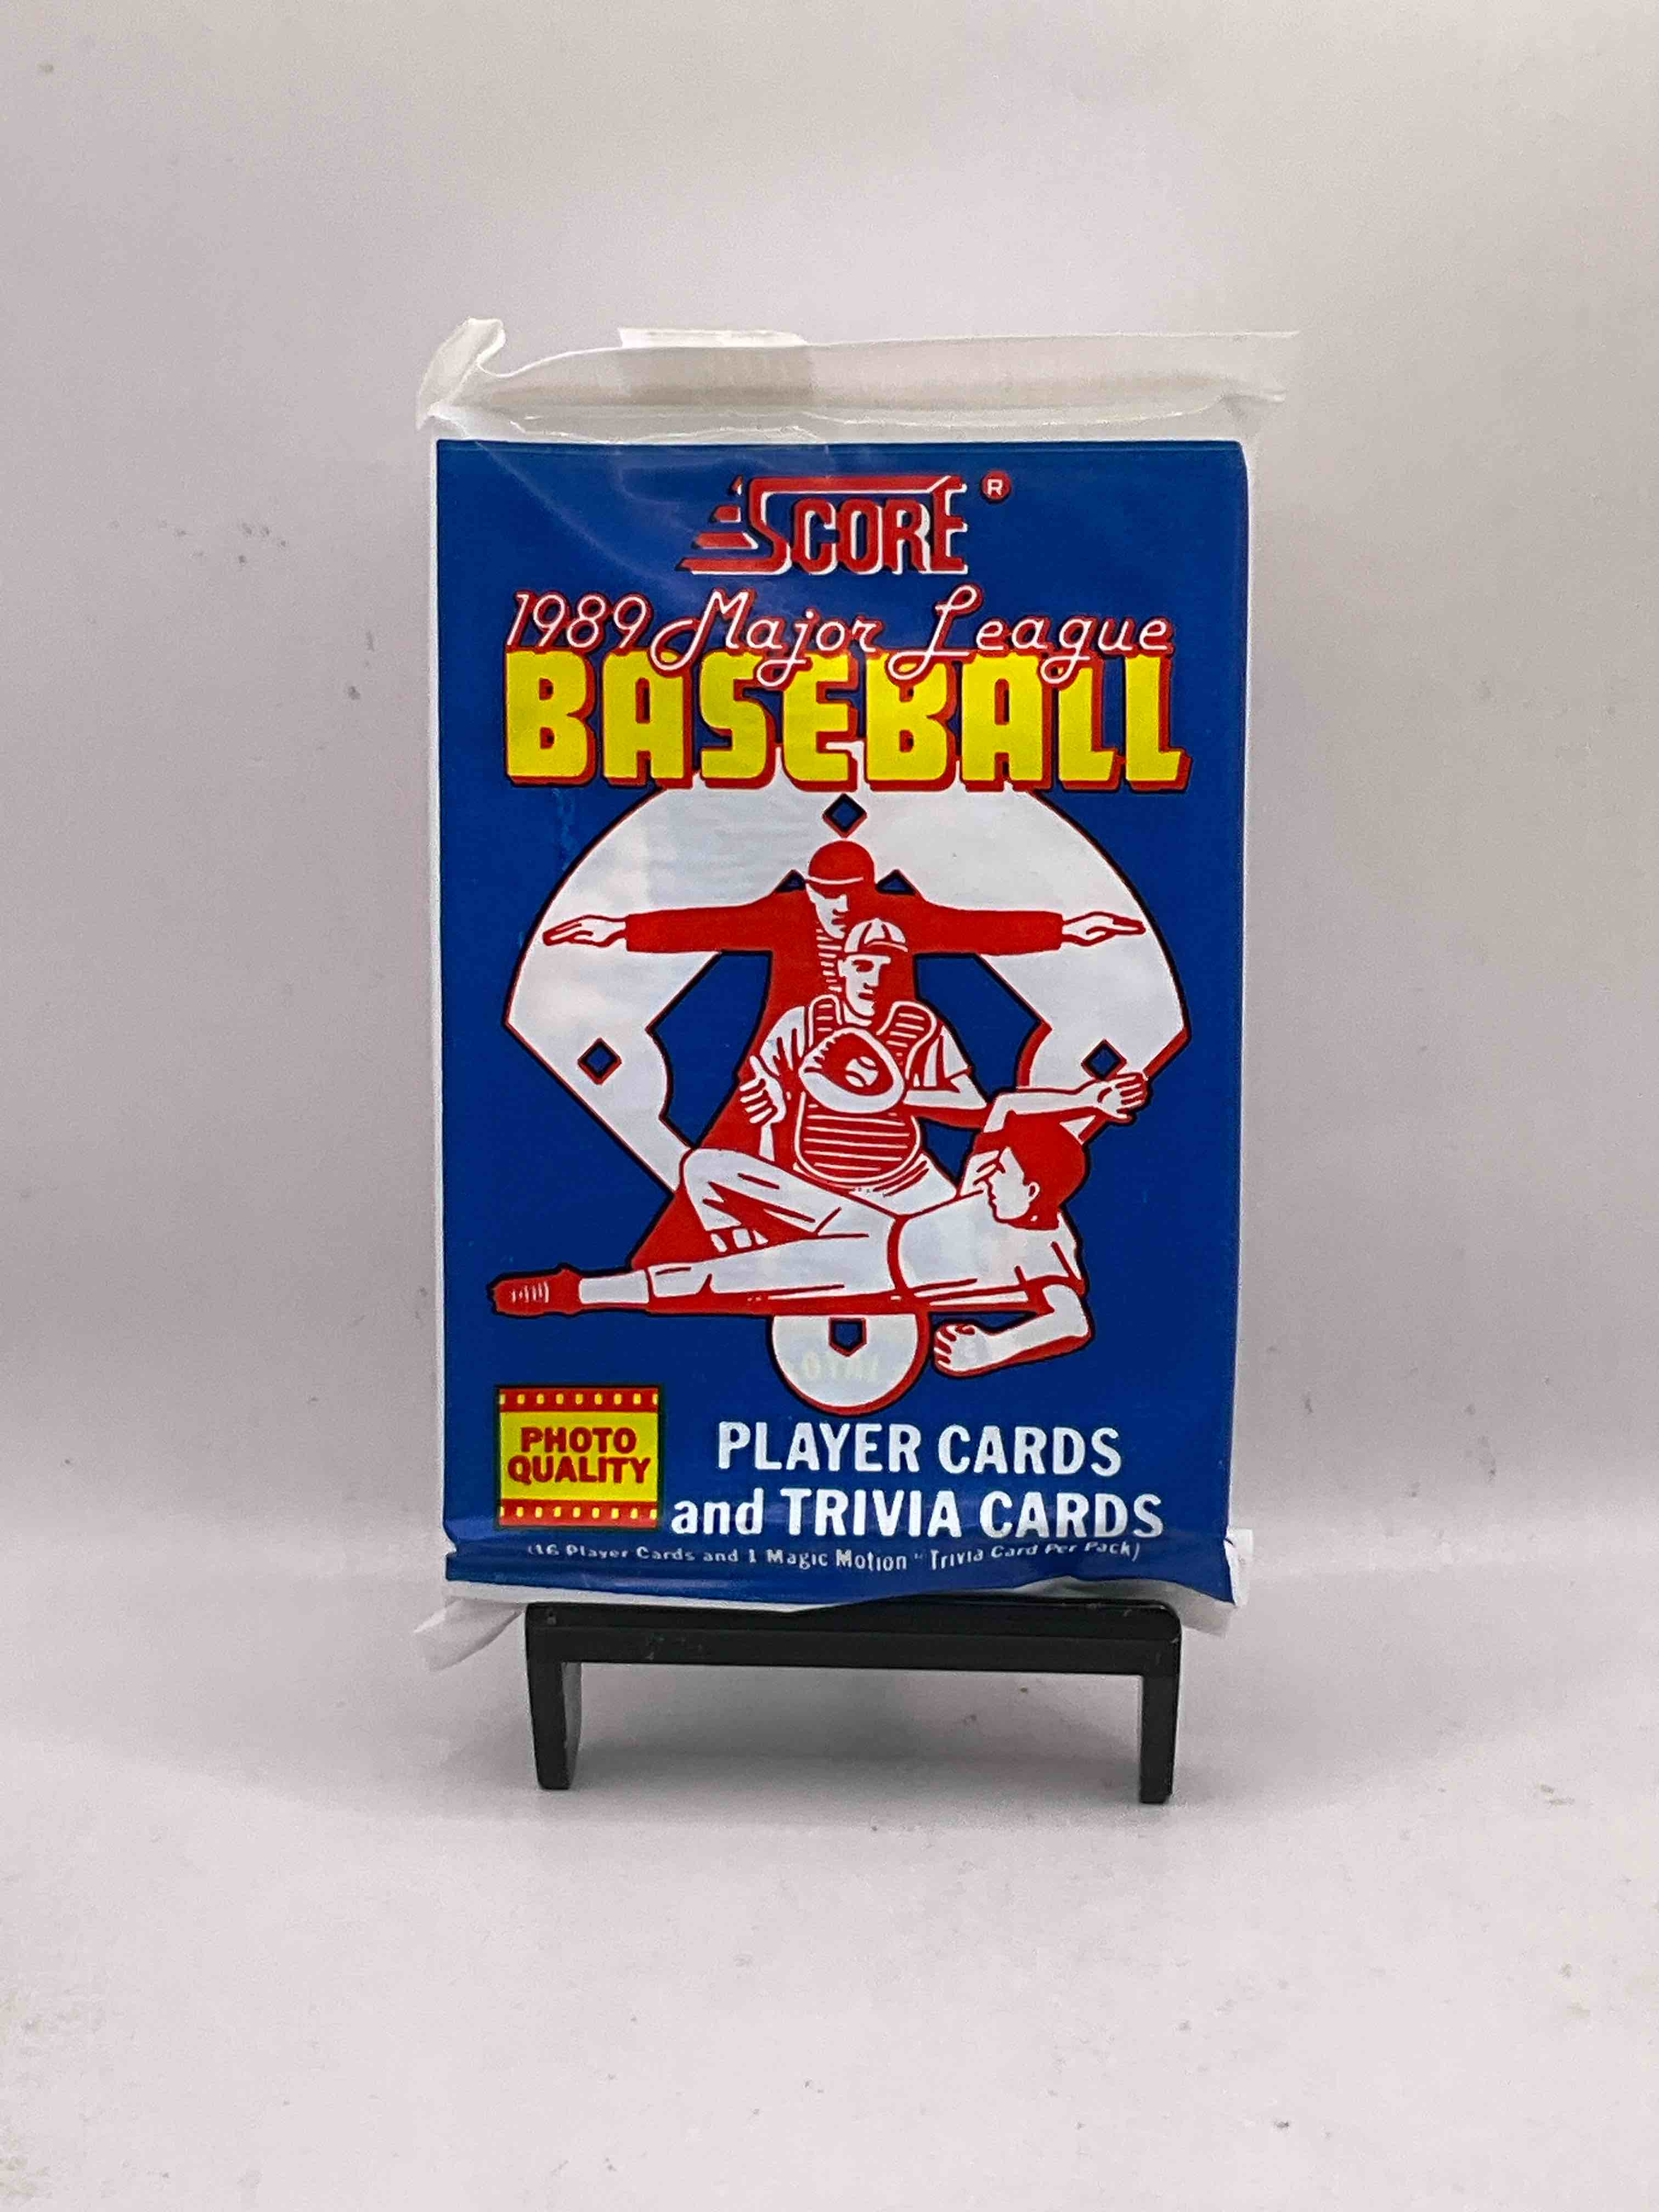 SCORE ®
1989 Major League
BASEBALL
PHOTO
QUALITY
PLAYER CARDS
and TRIVIA CARDS
(16 Player Cards and 1 Magic Motion Trivia Card Per Pack)